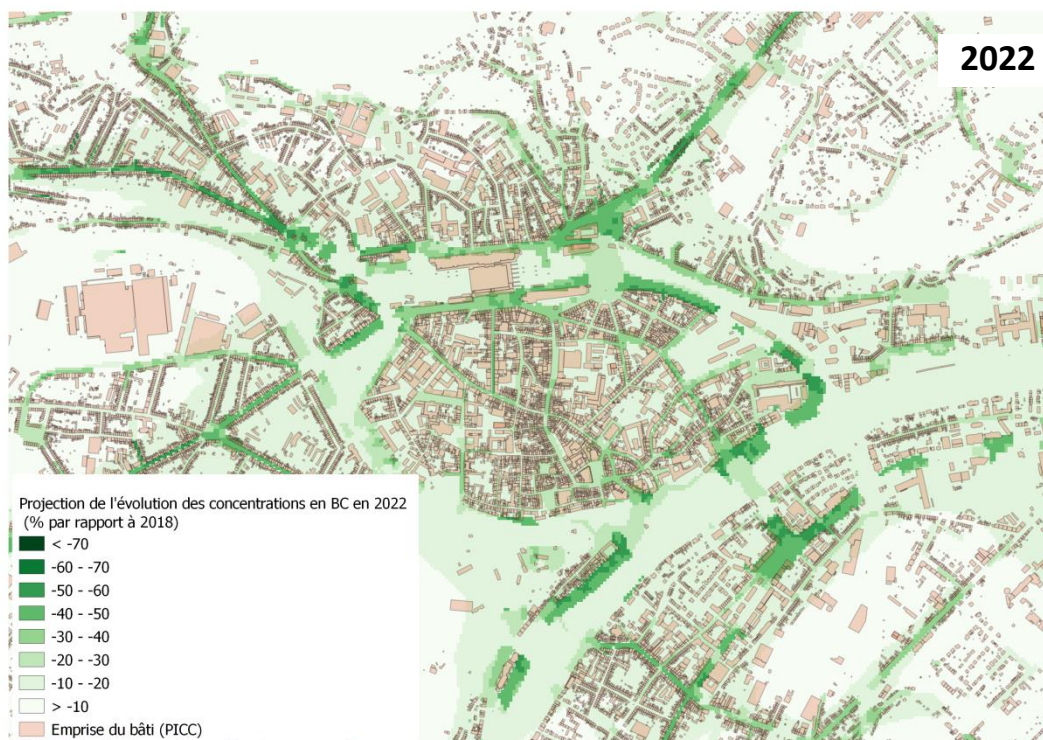 2022
Projection de l'évolution des concentrations en BC en 2022
(% par rapport à 2018)
< -70
-60 - -70
-50 - -60
-40 - -50
-30 - -40
-20 - -30
-10 - -20
> -10
Emprise du bâti (PICC)